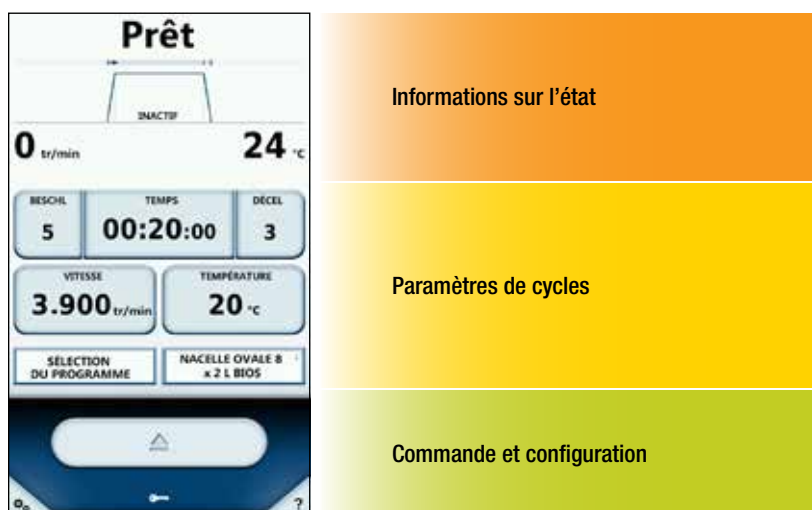 Prêt
INACTIF
0 tr/min
24 °C
BESCHL
5
TEMPS
00:20:00
DÉCEL
3
VITESSE
3.900 tr/min
TEMPÉRATURE
20 °C
SÉLECTION
DU PROGRAMME
NACELLE OVALE 8
x 2 L BIOS
?
Informations sur l’état
Paramètres de cycles
Commande et configuration